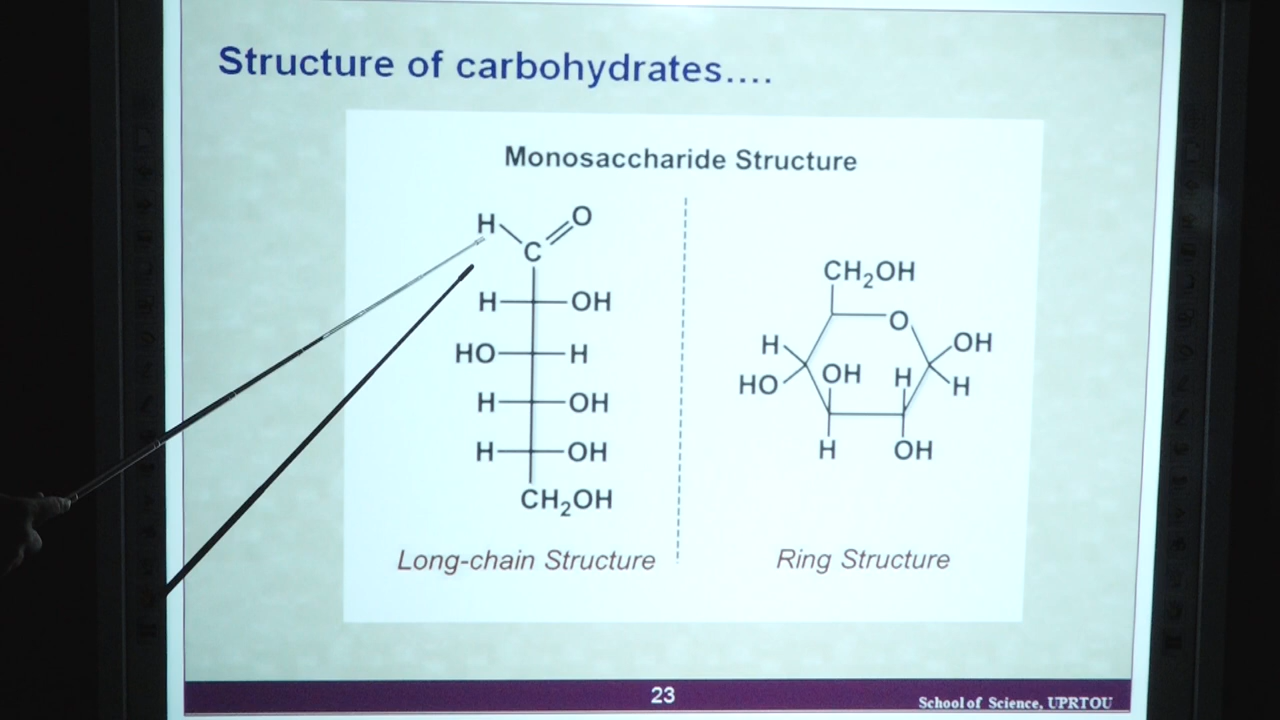 Structure of carbohydrates....
Monosaccharide Structure
H O
C
H OH
HO H
H OH
H OH
CH₂OH
Long-chain Structure
CH₂OH
O
H OH
HO OH H H
H OH
Ring Structure
23
School of Science, UPRTOU